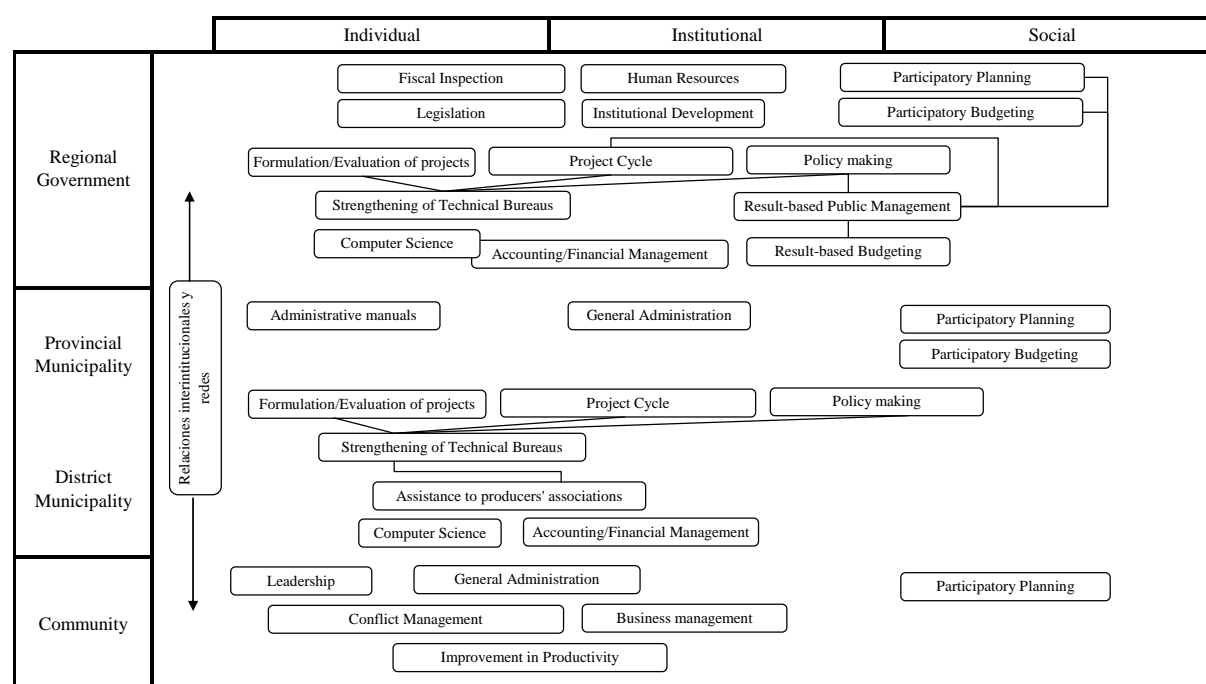 Individual
Institutional
Social
Regional
Government
Fiscal Inspection
Human Resources
Participatory Planning
Legislation
Institutional Development
Participatory Budgeting
Formulation/Evaluation of projects
Project Cycle
Policy making
Strengthening of Technical Bureaus
Result-based Public Management
Computer Science
Accounting/Financial Management
Result-based Budgeting
Relaciones interintitucionales y
redes
Provincial
Municipality
Administrative manuals
General Administration
Participatory Planning
Participatory Budgeting
Formulation/Evaluation of projects
Project Cycle
Policy making
Strengthening of Technical Bureaus
District
Municipality
Assistance to producers' associations
Computer Science
Accounting/Financial Management
Community
Leadership
General Administration
Participatory Planning
Conflict Management
Business management
Improvement in Productivity